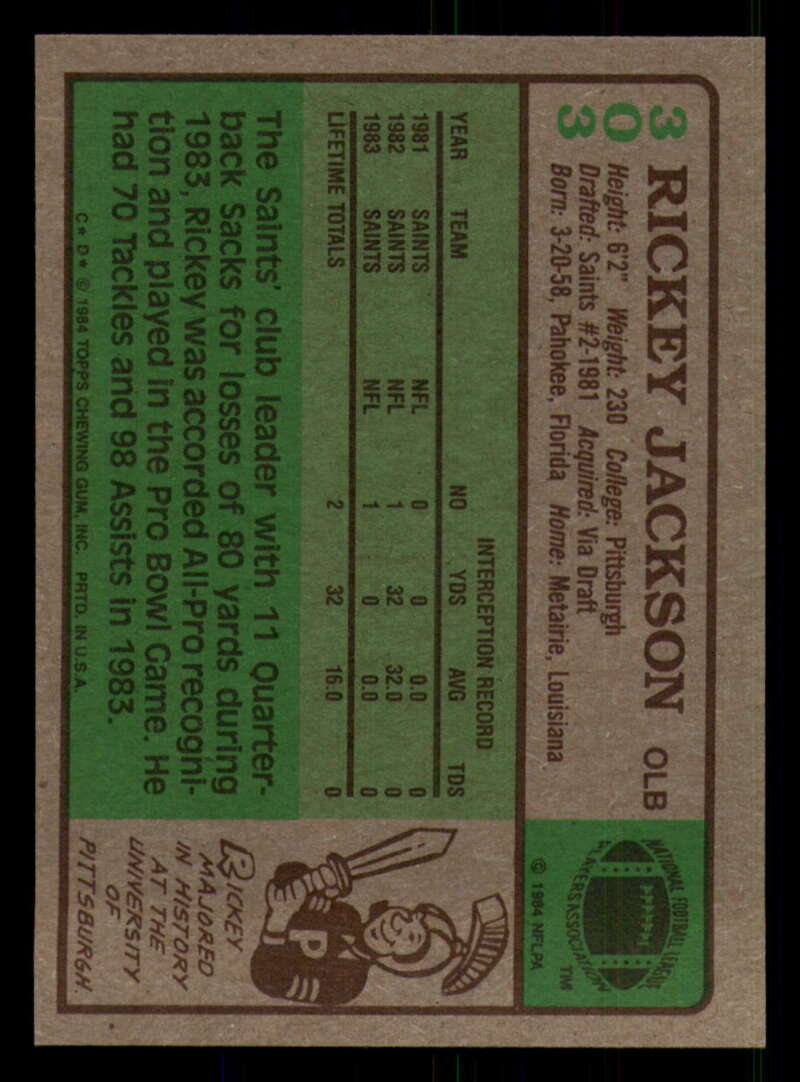 303
RICKEY JACKSON OLB
Height: 6'2" Weight: 230 College: Pittsburgh
Drafted: Saints #2-1981 Acquired: Via Draft
Born: 3-20-58, Pahokee, Florida Home: Metairie, Louisiana
NATIONAL FOOTBALL LEAGUE
PLAYERS ASSOCIATION
TM
© 1984 NFLPA
INTERCEPTION RECORD
YEAR TEAM NO YDS AVG TDS
1981 SAINTS NFL 0 0 0.0 0
1982 SAINTS NFL 1 32 32.0 0
1983 SAINTS NFL 1 0 0.0 0
LIFETIME TOTALS 2 32 16.0 0
The Saints' club leader with 11 Quarter-
back Sacks for losses of 80 yards during
1983, Rickey was accorded All-Pro recogni-
tion and played in the Pro Bowl Game. He
had 70 Tackles and 98 Assists in 1983.
C* D* © 1984 TOPPS CHEWING GUM, INC. PRTD. IN U.S.A.
P
RICKEY
MAJORED
IN HISTORY
AT THE
UNIVERSITY
OF
PITTSBURGH.